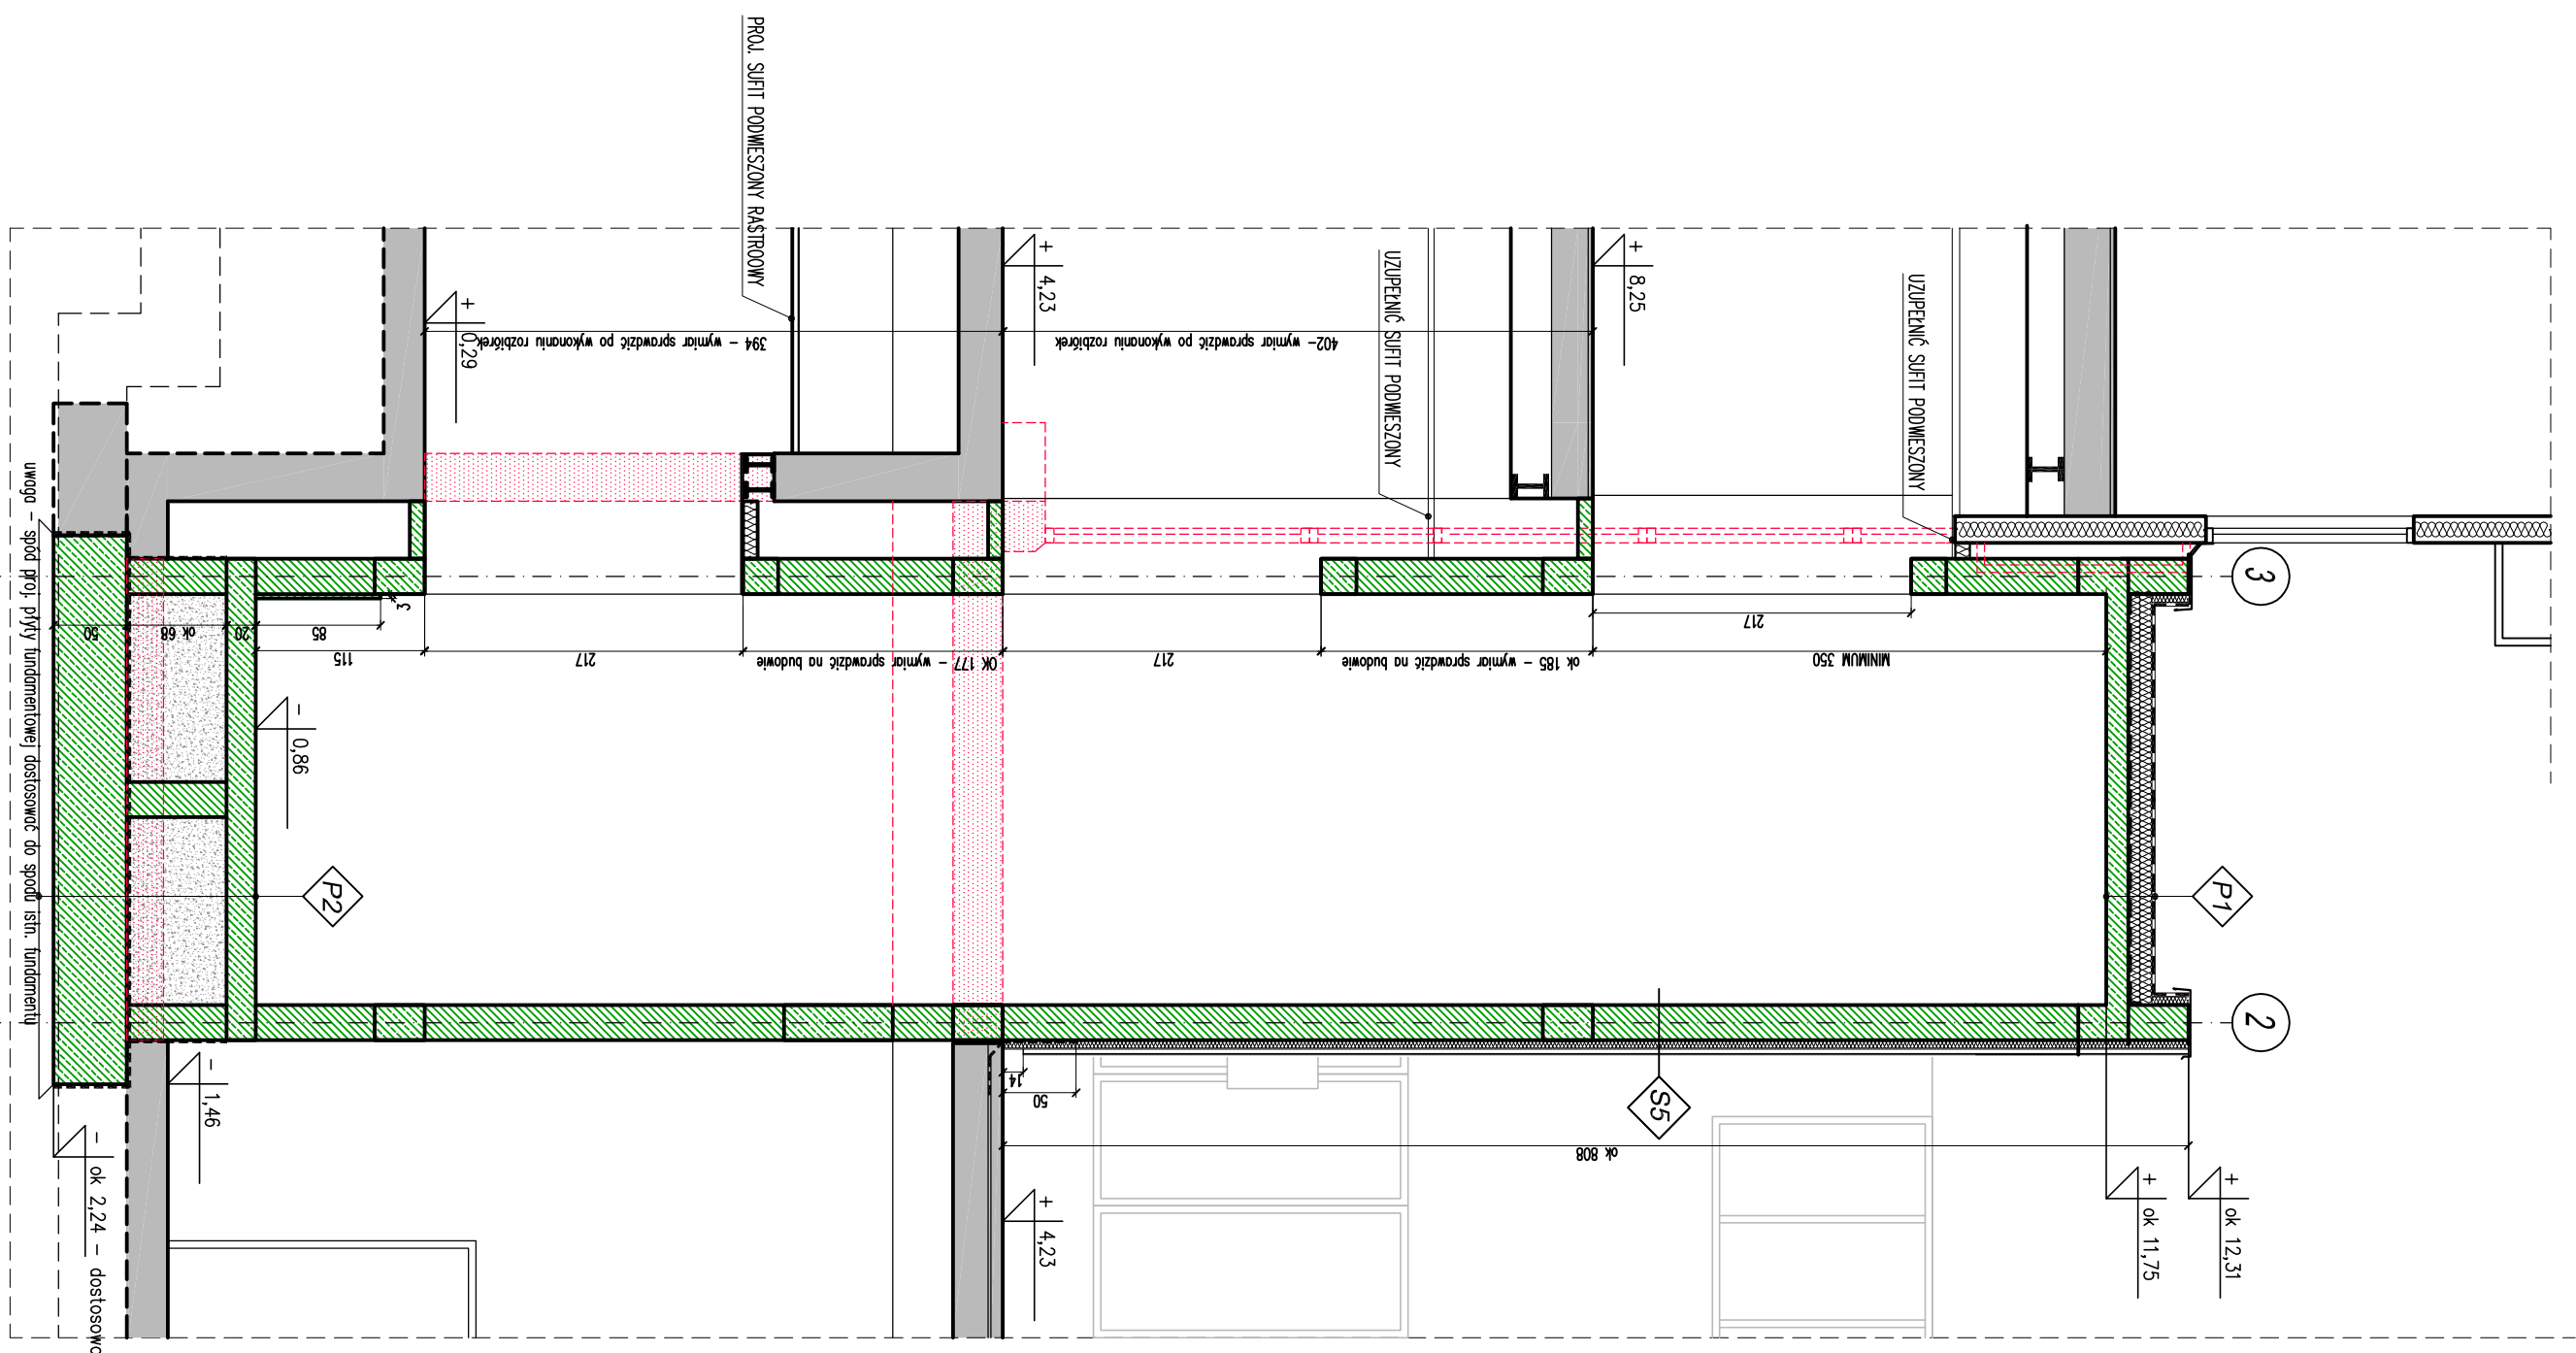 PROJ. SUFIT PODWIESZONY RASTROOWY
UZUPEŁNIĆ SUFIT PODWIESZONY
UZUPEŁNIĆ SUFIT PODWIESZONY
+ 0,29
+ 4,23
+ 8,25
394 - wymiar sprawdzić po wykonaniu rozbiórek
402- wymiar sprawdzić po wykonaniu rozbiórek
3
50
ok 68
20
85
3
115
217
OK 177 - wymiar sprawdzić na budowie
217
ok 185 - wymiar sprawdzić na budowie
217
MINIMUM 350
- 0,86
P2
P1
2
S5
14
50
ok 808
- 1,46
- ok 2,24 - dostosowa
+ 4,23
+ ok 11,75
+ ok 12,31
uwaga - spód proj. płyty fundamentowej dostosować do spodu istn. fundamentu